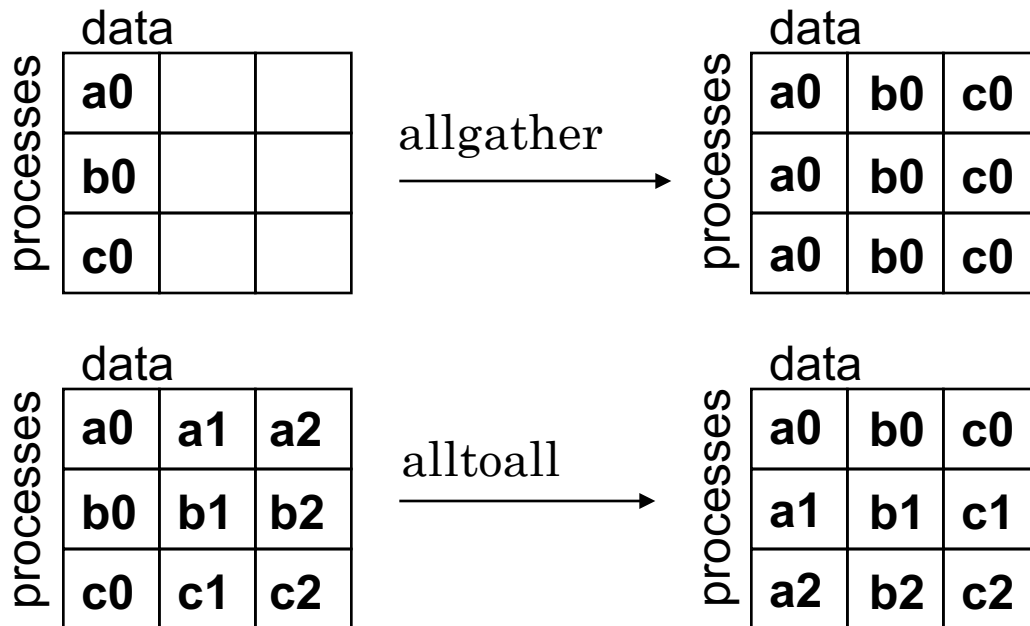 data data
processes a0 allgather processes a0 b0 c0
b0 a0 b0 c0
c0 a0 b0 c0
data data
processes a0 a1 a2 alltoall processes a0 b0 c0
b0 b1 b2 a1 b1 c1
c0 c1 c2 a2 b2 c2